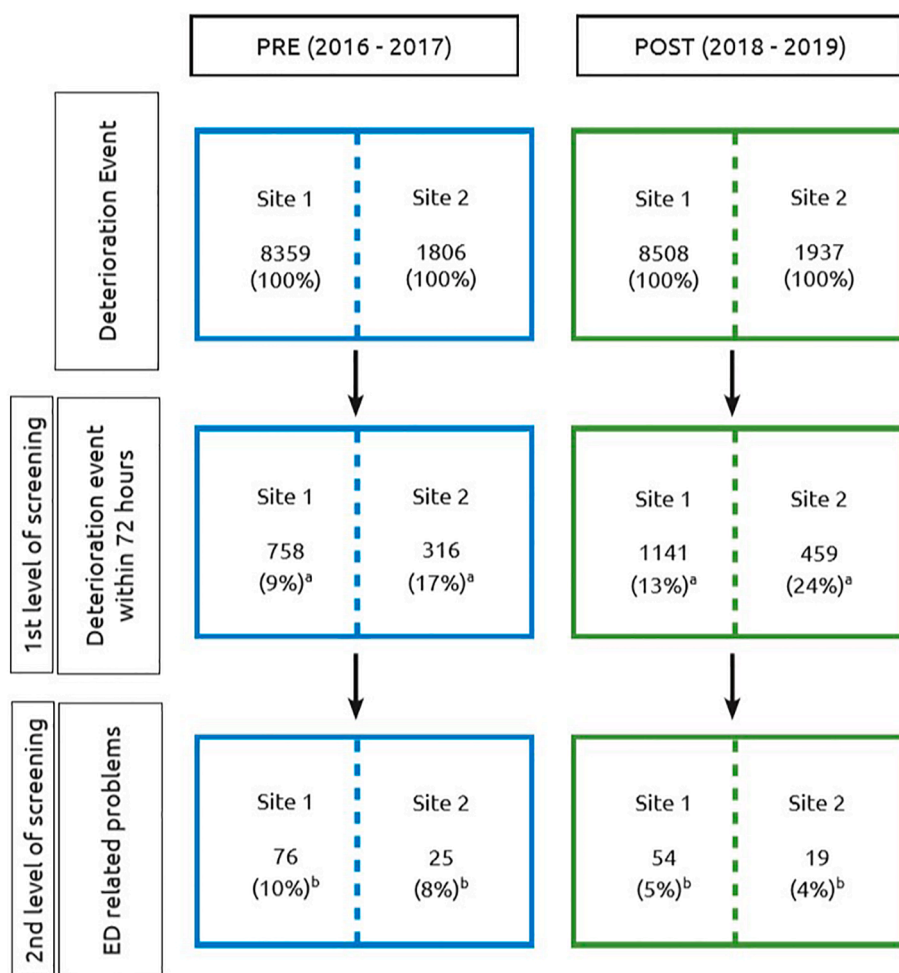 PRE (2016 - 2017)
POST (2018 - 2019)
Deterioration Event
Site 1
8359
(100%)
Site 2
1806
(100%)
Site 1
8508
(100%)
Site 2
1937
(100%)
1st level of screening
Deterioration event
within 72 hours
Site 1
758
(9%)ᵃ
Site 2
316
(17%)ᵃ
Site 1
1141
(13%)ᵃ
Site 2
459
(24%)ᵃ
2nd level of screening
ED related problems
Site 1
76
(10%)ᵇ
Site 2
25
(8%)ᵇ
Site 1
54
(5%)ᵇ
Site 2
19
(4%)ᵇ